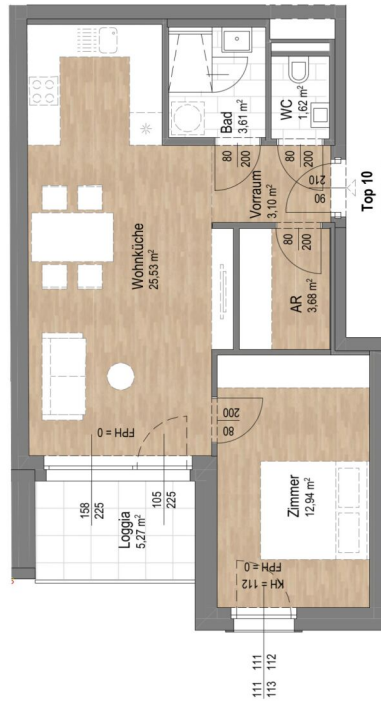 Wohnküche
25,53 m²
Bad
3,61 m²
WC
1,62 m²
Vorraum
3,10 m²
AR
3,68 m²
Zimmer
12,94 m²
Loggia
5,27 m²
Top 10
80
200
80
200
90
210
80
200
80
200
FPH = 0
158
225
105
225
FPH = 0
KH = 112
111 111
113 112